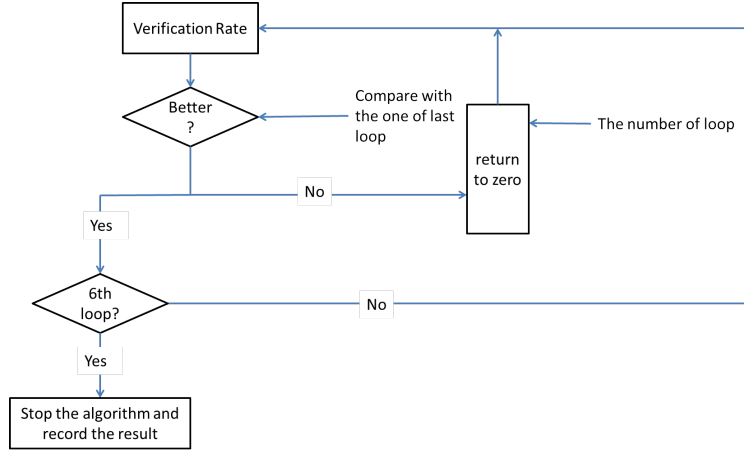 Verification Rate
Better
?
Compare with
the one of last
loop
The number of loop
return
to zero
No
Yes
6th
loop?
No
Yes
Stop the algorithm and
record the result